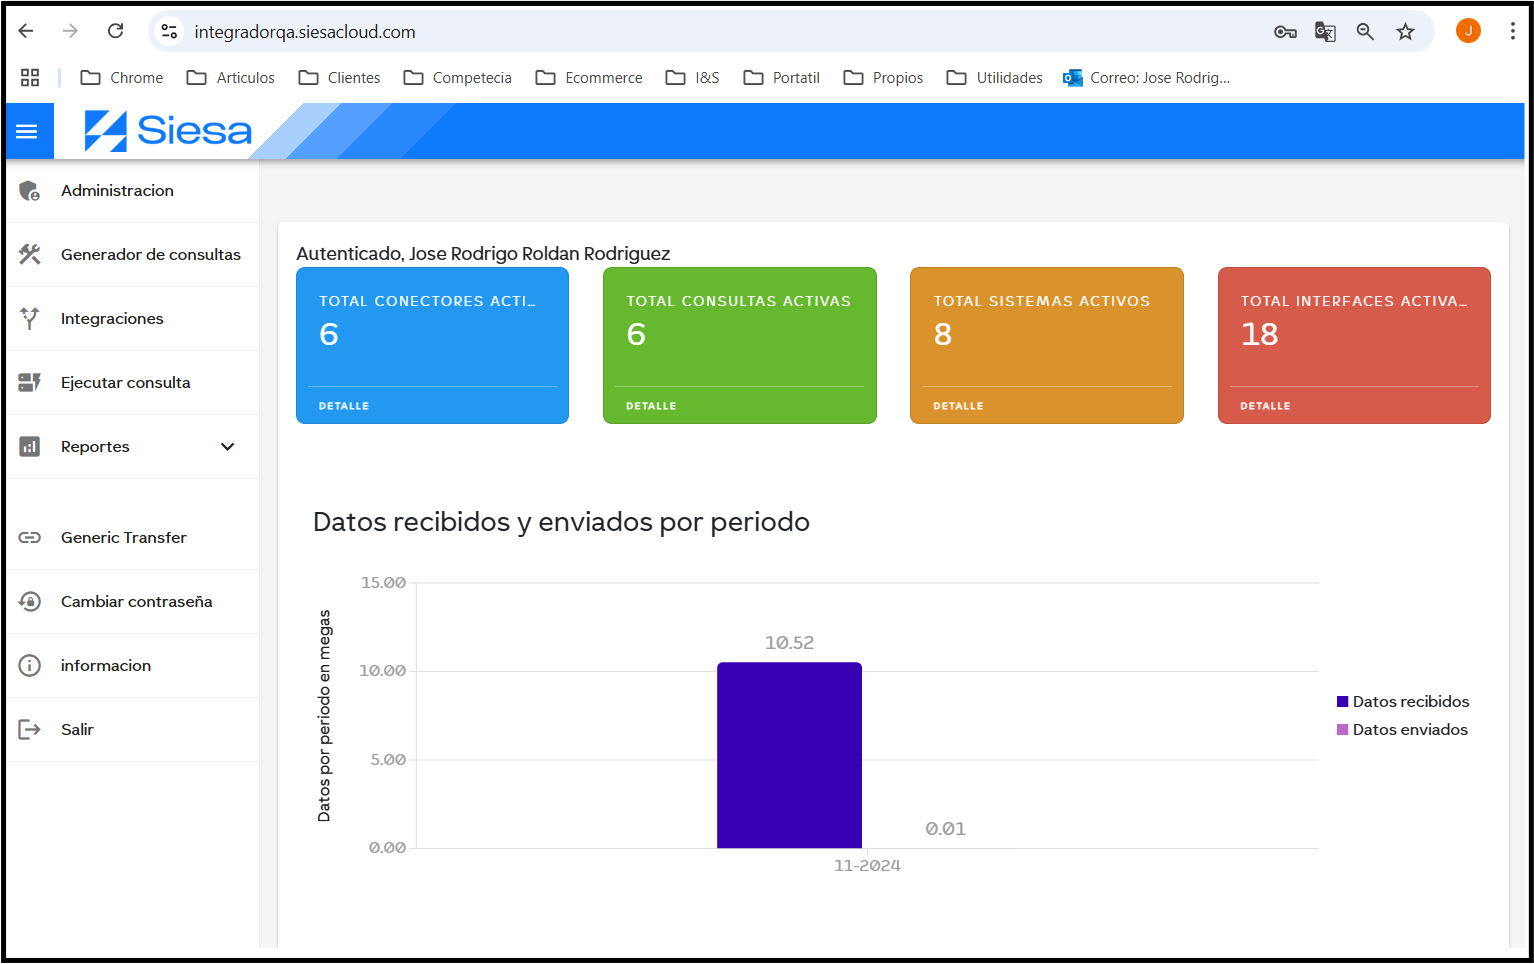 integradorqa.siesacloud.com
J
Chrome Articulos Clientes Competecia Ecommerce I&S Portatil Propios Utilidades Correo: Jose Rodrig...
Siesa
Administracion
Generador de consultas
Integraciones
Ejecutar consulta
Reportes
Generic Transfer
Cambiar contraseña
informacion
Salir
Autenticado, Jose Rodrigo Roldan Rodriguez
TOTAL CONECTORES ACTI...
6
DETALLE
TOTAL CONSULTAS ACTIVAS
6
DETALLE
TOTAL SISTEMAS ACTIVOS
8
DETALLE
TOTAL INTERFACES ACTIVA...
18
DETALLE
Datos recibidos y enviados por periodo
Datos por periodo en megas
15.00
10.00
5.00
0.00
10.52
0.01
11-2024
Datos recibidos
Datos enviados